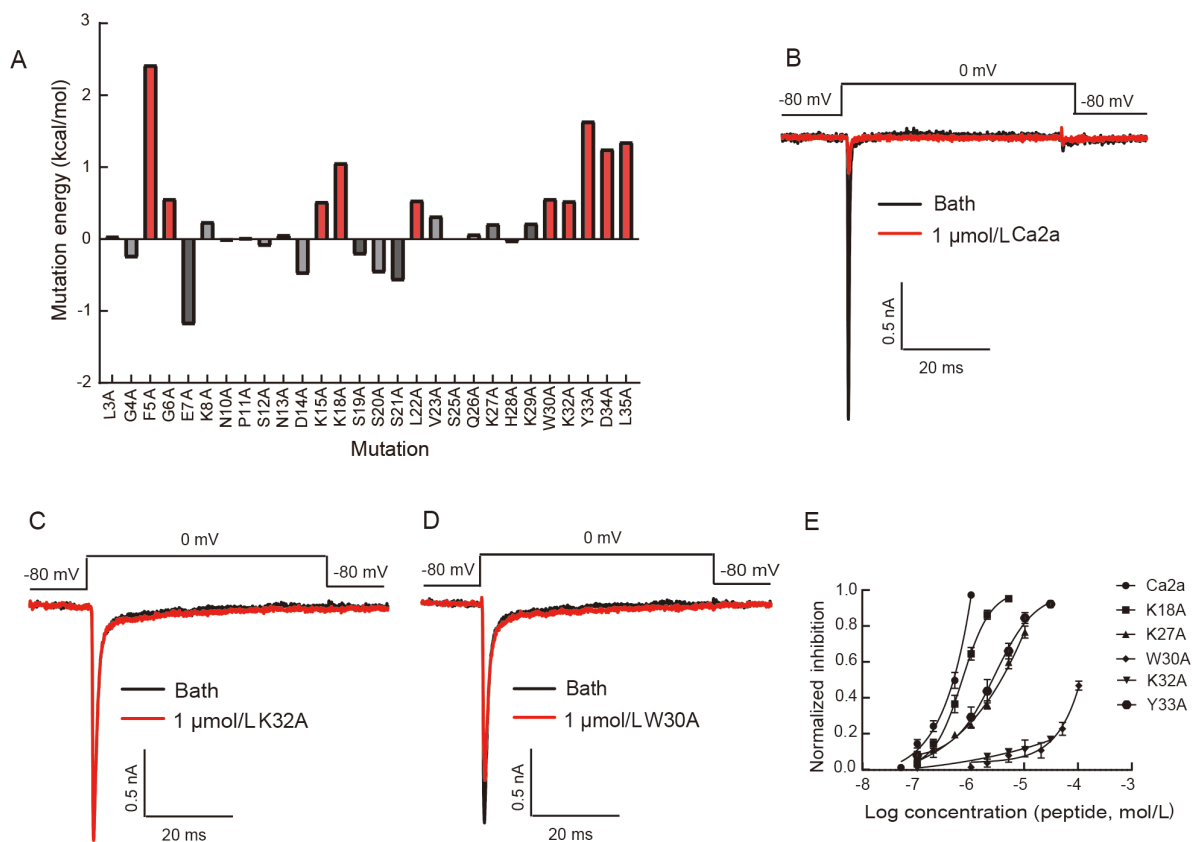 A
Mutation energy (kcal/mol)
3
2
1
0
-1
-2
L3A
G4A
F5A
G6A
E7A
K8A
N10A
P11A
S12A
N13A
D14A
K15A
K18A
S19A
S20A
S21A
L22A
V23A
S25A
Q26A
K27A
H28A
K29A
W30A
K32A
Y33A
D34A
L35A
Mutation
B
0 mV
-80 mV
-80 mV
Bath
1 μmol/L Ca2a
0.5 nA
20 ms
C
0 mV
-80 mV
-80 mV
Bath
1 μmol/L K32A
0.5 nA
20 ms
D
0 mV
-80 mV
-80 mV
Bath
1 μmol/L W30A
0.5 nA
20 ms
E
Normalized inhibition
1.0
0.8
0.6
0.4
0.2
0.0
-8
-7
-6
-5
-4
-3
Log concentration (peptide, mol/L)
Ca2a
K18A
K27A
W30A
K32A
Y33A